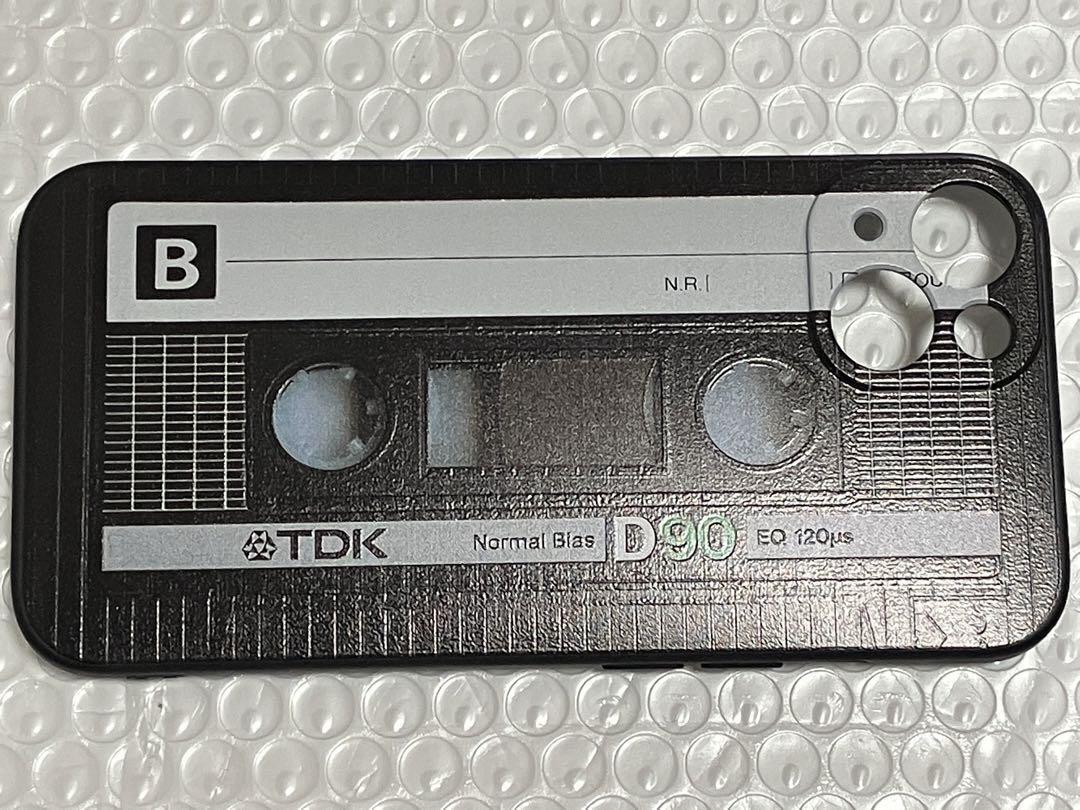 B
N.R.[
TDK Normal Bias D90 EQ 120µs